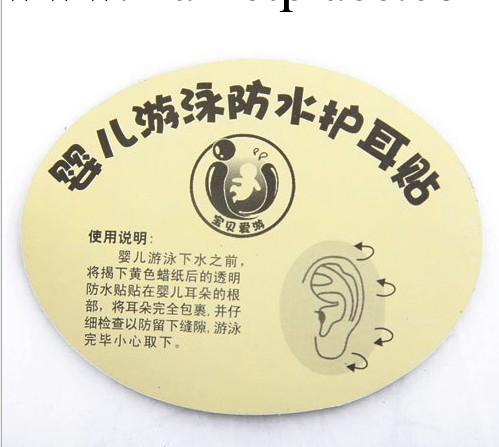 婴儿游泳防水护耳贴
宝贝爱游
使用说明：
婴儿游泳下水之前，
将揭下黄色蜡纸后的透明
防水贴贴在婴儿耳朵的根
部，将耳朵完全包裹，并仔
细检查以防留下缝隙，游泳
完毕小心取下。